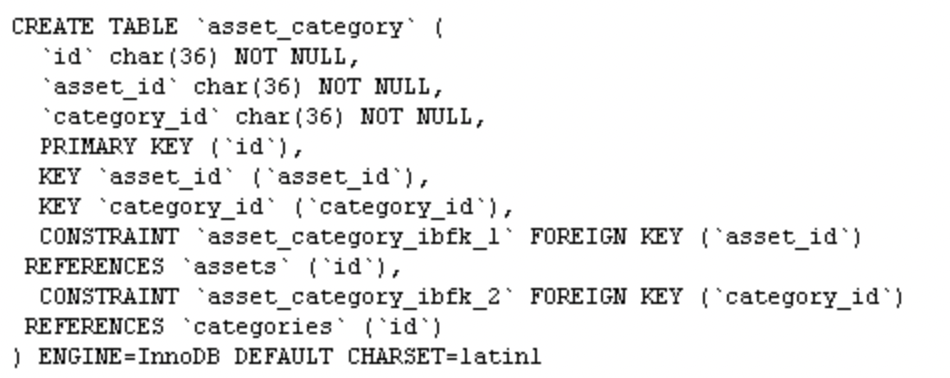 CREATE TABLE `asset_category` (
`id` char(36) NOT NULL,
`asset_id` char(36) NOT NULL,
`category_id` char(36) NOT NULL,
PRIMARY KEY (`id`),
KEY `asset_id` (`asset_id`),
KEY `category_id` (`category_id`),
CONSTRAINT `asset_category_ibfk_1` FOREIGN KEY (`asset_id`)
REFERENCES `assets` (`id`),
CONSTRAINT `asset_category_ibfk_2` FOREIGN KEY (`category_id`)
REFERENCES `categories` (`id`)
) ENGINE=InnoDB DEFAULT CHARSET=latin1